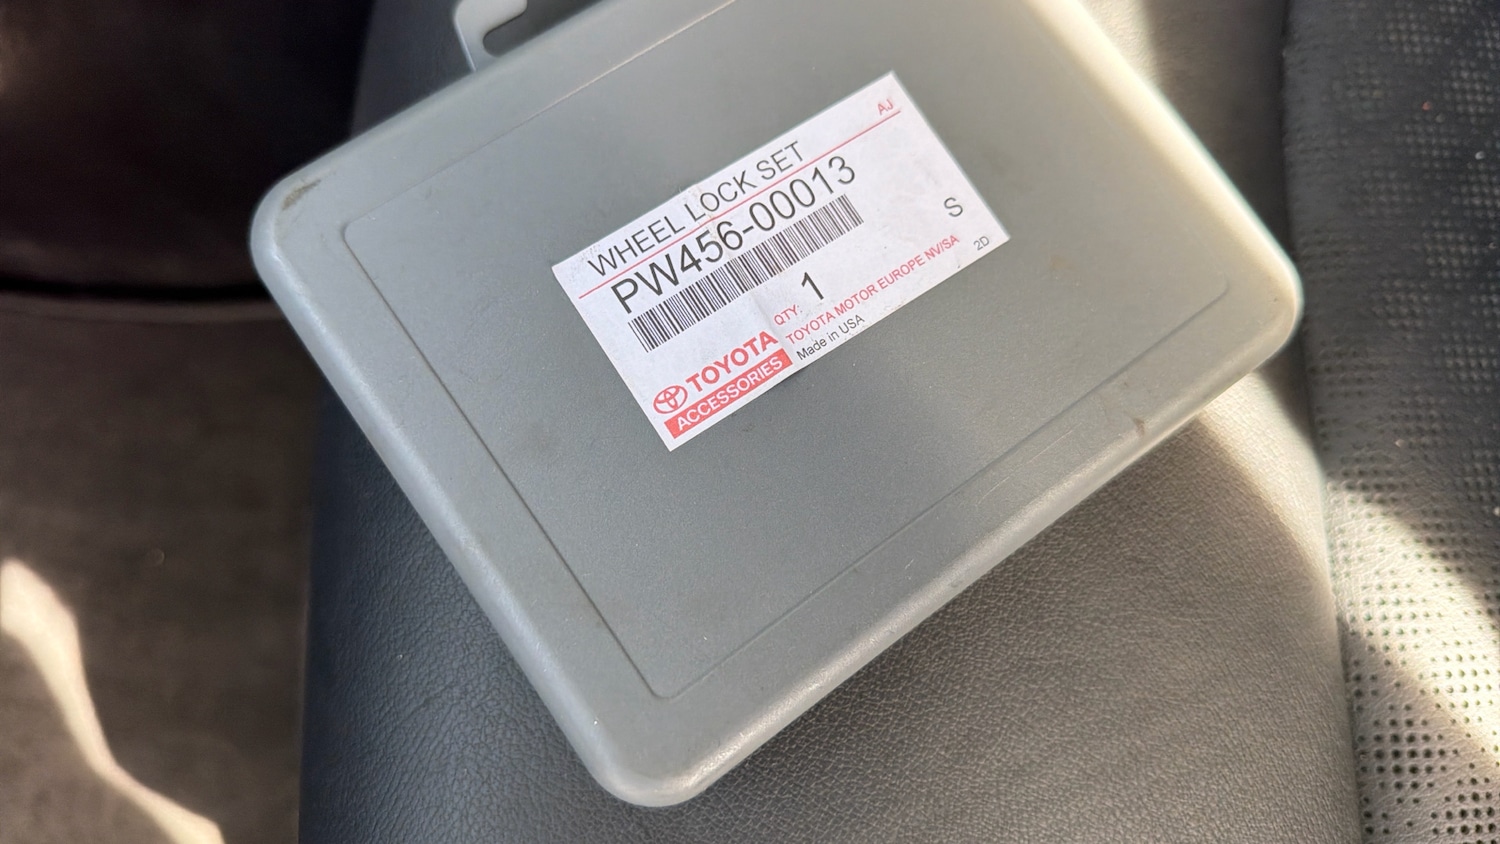 AJ
WHEEL LOCK SET
PW456-00013
S
QTY: 1
2D
TOYOTA
TOYOTA MOTOR EUROPE NV/SA
ACCESSORIES
Made in USA